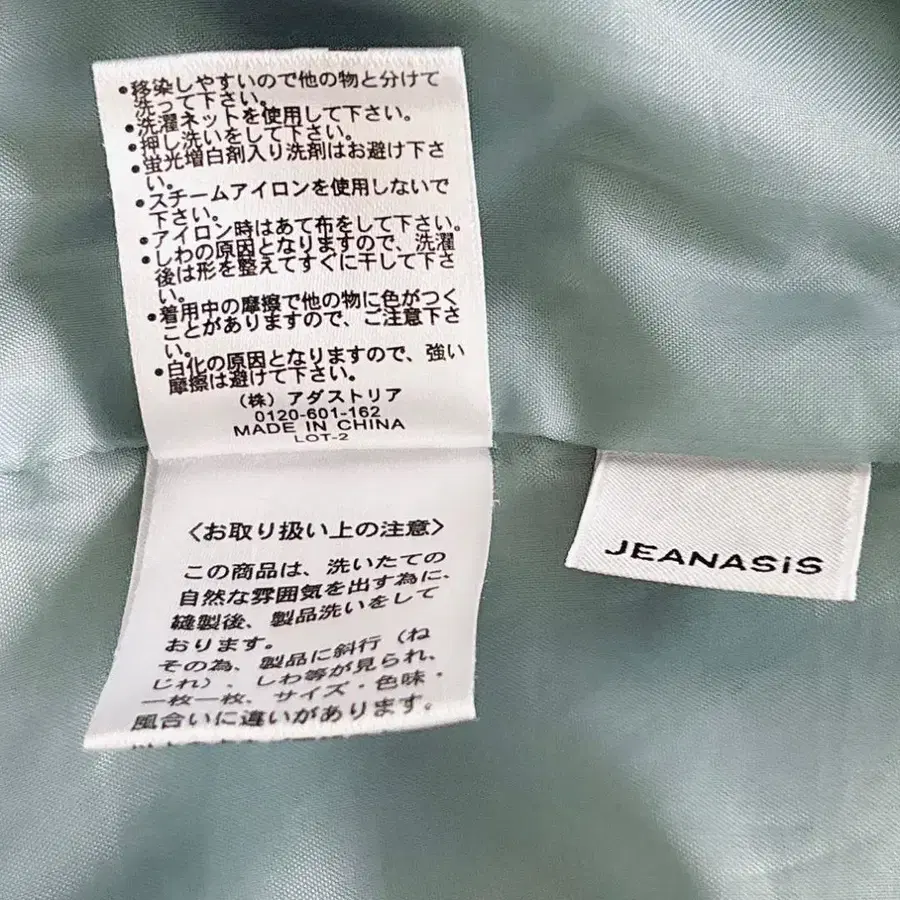 •移染しやすいので他の物と分けて
洗って下さい。
•洗濯ネットを使用して下さい。
•押し洗いをして下さい。
•蛍光増白剤入り洗剤はお避け下さ
い。
•スチームアイロンを使用しないで
下さい。
•アイロン時はあて布をして下さい。
•しわの原因となりますので、洗濯
後は形を整えてすぐに干して下さ
い。
•着用中の摩擦で他の物に色がつく
ことがありますので、ご注意下さ
い。
•白化の原因となりますので、強い
摩擦は避けて下さい。
(株)アダストリア
0120-601-162
MADE IN CHINA
LOT-2
〈お取り扱い上の注意〉
この商品は、洗いたての
自然な雰囲気を出す為に、
縫製後、製品洗いをして
おります。
その為、製品に斜行(ね
じれ)、しわ等が見られ、
一枚一枚、サイズ・色味・
風合いに違いがあります。
JEANASiS